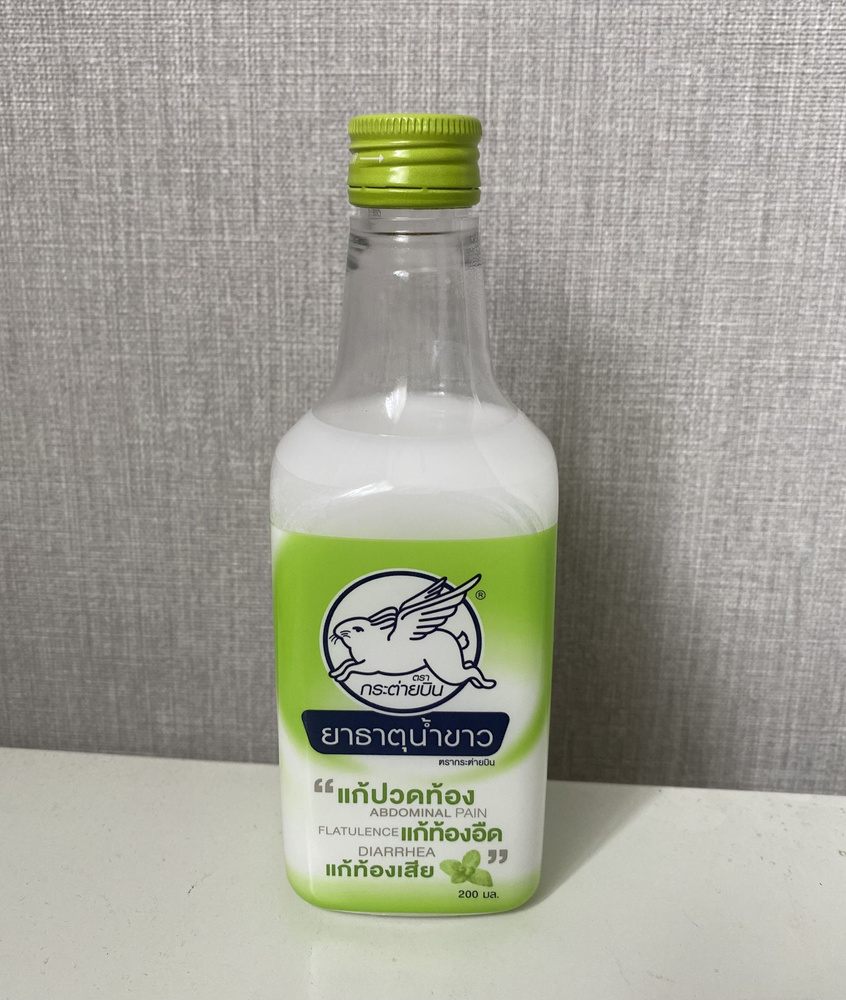 ®
ตรา
กระต่ายบิน
ยาธาตุน้ำขาว
ตรากระต่ายบิน
“แก้ปวดท้อง
ABDOMINAL PAIN
FLATULENCE แก้ท้องอืด
DIARRHEA ”
แก้ท้องเสีย
200 มล.